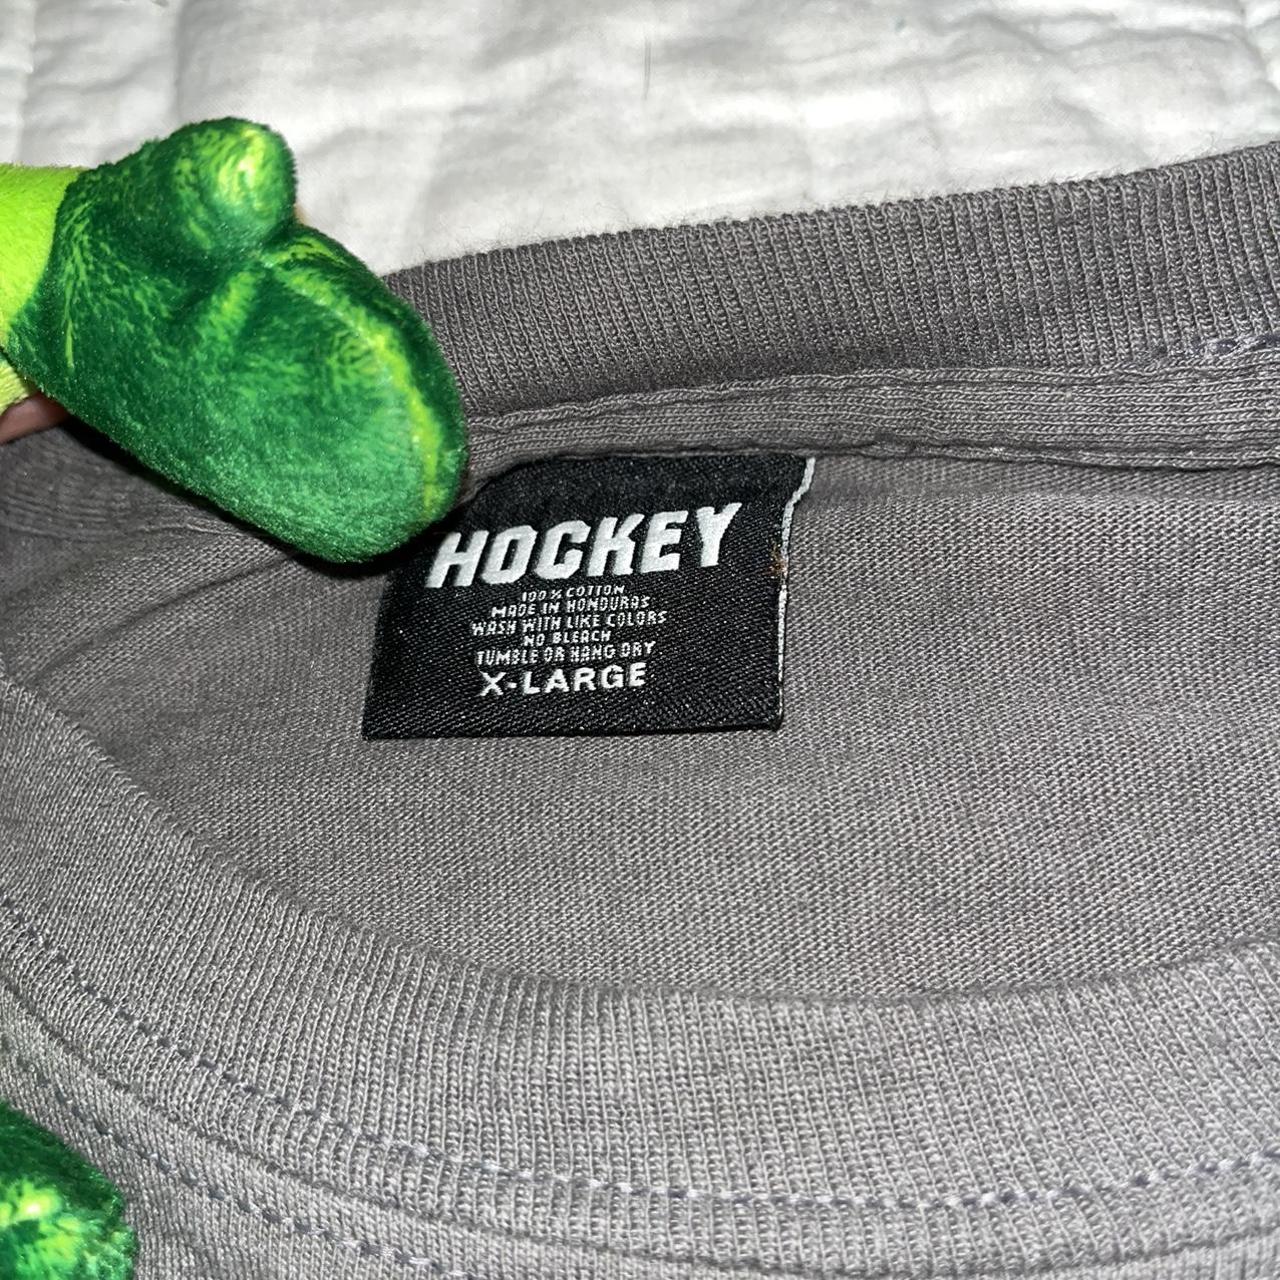 HOCKEY
100% COTTON
MADE IN HONDURAS
WASH WITH LIKE COLORS
NO BLEACH
TUMBLE OR HANG DRY
X-LARGE